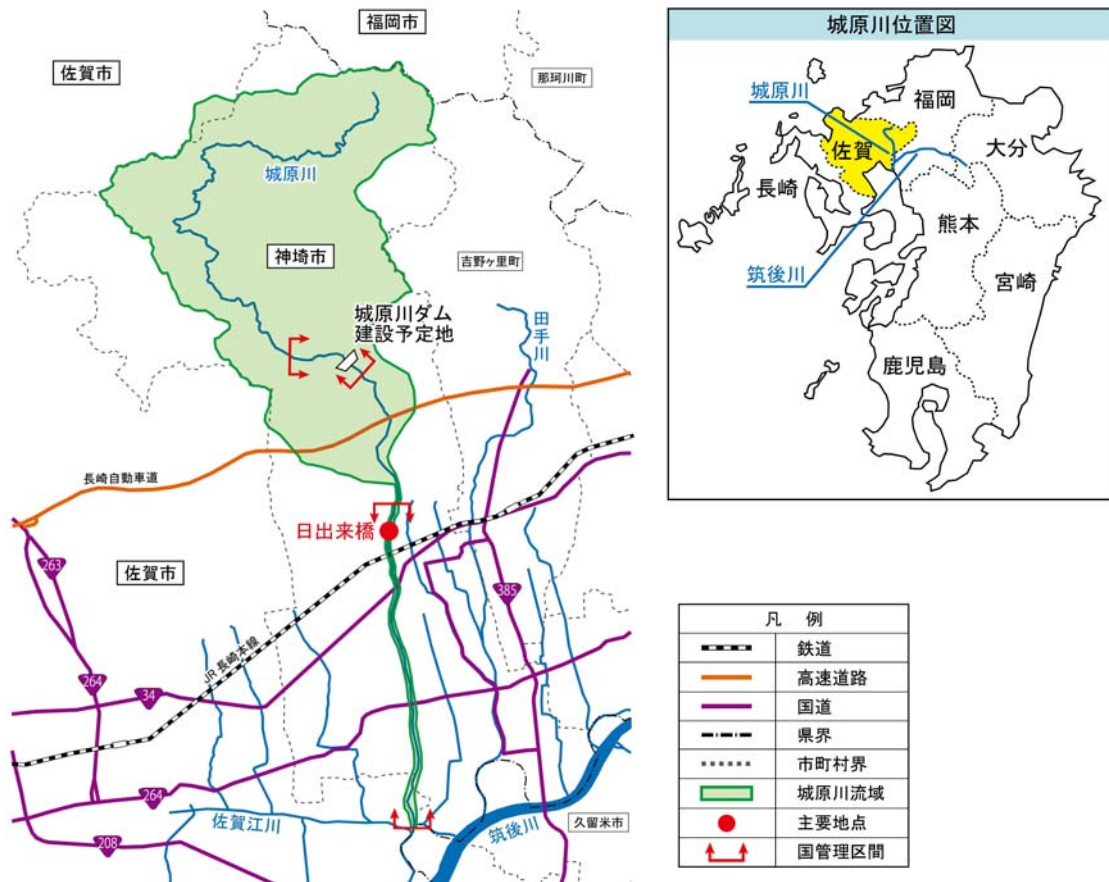 福岡市
佐賀市
那珂川町
城原川
神埼市
吉野ヶ里町
城原川ダム
建設予定地
田手川
長崎自動車道
日出来橋
佐賀市
263
385
JR 長崎本線
264
34
264
佐賀江川
筑後川
久留米市
208
城原川位置図
城原川
福岡
佐賀
大分
長崎
熊本
筑後川
宮崎
鹿児島
凡 例
鉄道
高速道路
国道
県界
市町村界
城原川流域
主要地点
国管理区間